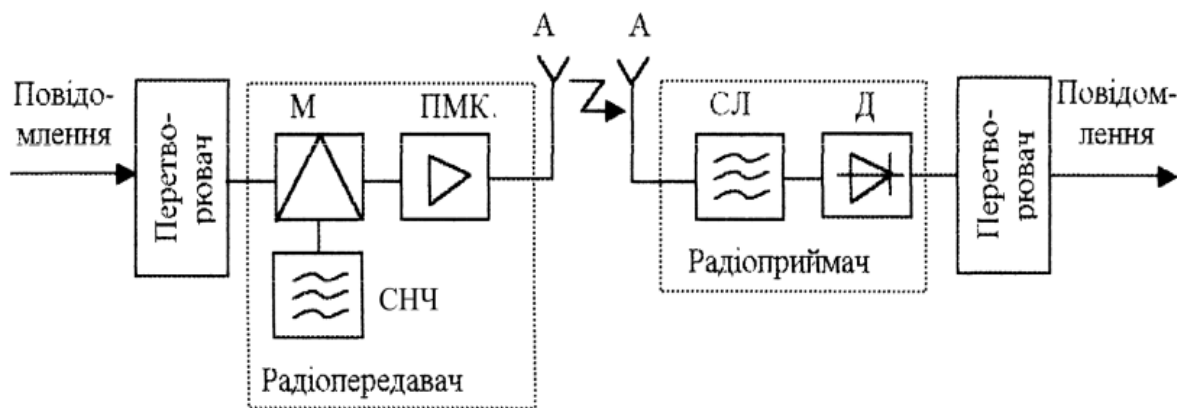 А
А
Повідо-
млення
Перетво-
рювач
М
ПМК.
СНЧ
Радіопередавач
СЛ
Д
Радіоприймач
Перетво-
рювач
Повідом-
лення